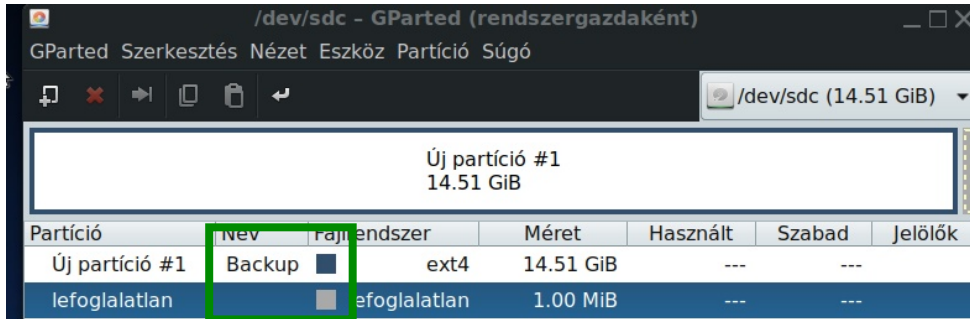 /dev/sdc – GParted (rendszergazdaként)
GParted Szerkesztés Nézet Eszköz Partíció Súgó
/dev/sdc (14.51 GiB)
Új partíció #1
14.51 GiB
Partíció Név Fájlrendszer Méret Használt Szabad Jelölők
Új partíció #1 Backup ext4 14.51 GiB --- ---
lefoglalatlan efoglalatlan 1.00 MiB --- ---